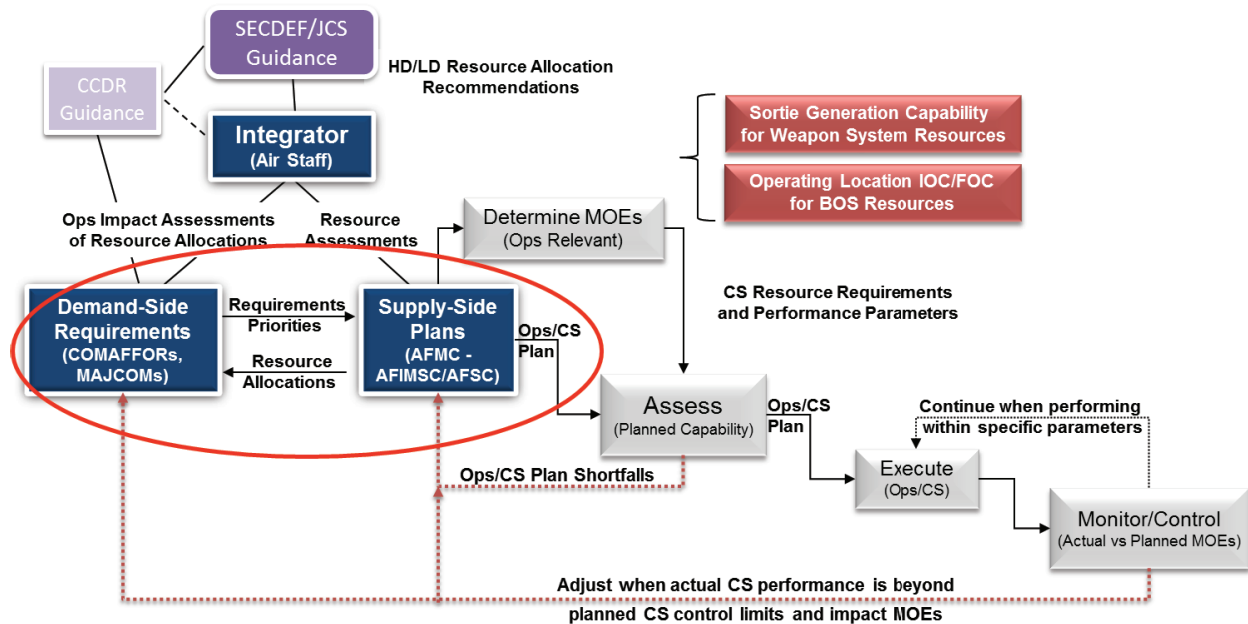 SECDEF/JCS
Guidance
CCDR
Guidance
HD/LD Resource Allocation
Recommendations
Integrator
(Air Staff)
Sortie Generation Capability
for Weapon System Resources
Operating Location IOC/FOC
for BOS Resources
Ops Impact Assessments
of Resource Allocations
Resource
Assessments
Determine MOEs
(Ops Relevant)
CS Resource Requirements
and Performance Parameters
Demand-Side
Requirements
(COMAFFORs,
MAJCOMs)
Requirements
Priorities
Resource
Allocations
Supply-Side
Plans
(AFMC -
AFIMSC/AFSC)
Ops/CS
Plan
Assess
(Planned Capability)
Ops/CS
Plan
Continue when performing
within specific parameters
Ops/CS Plan Shortfalls
Execute
(Ops/CS)
Monitor/Control
(Actual vs Planned MOEs)
Adjust when actual CS performance is beyond
planned CS control limits and impact MOEs